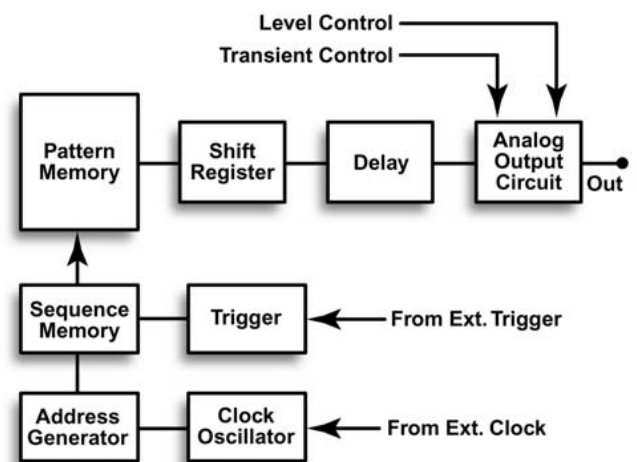 Level Control
Transient Control
Pattern
Memory
Shift
Register
Delay
Analog
Output
Circuit
Out
Sequence
Memory
Trigger
From Ext. Trigger
Address
Generator
Clock
Oscillator
From Ext. Clock